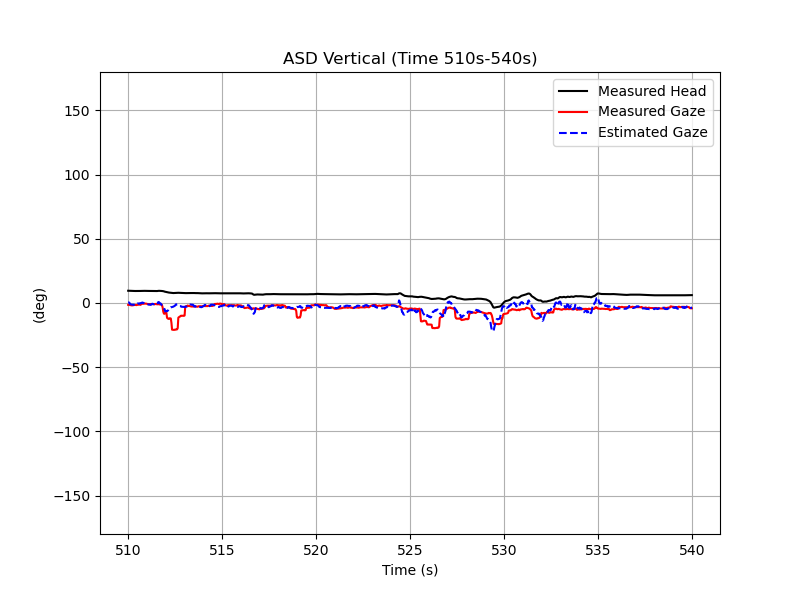 ASD Vertical (Time 510s-540s)
Measured Head
Measured Gaze
Estimated Gaze
150
100
50
0
−50
−100
−150
(deg)
510 515 520 525 530 535 540
Time (s)